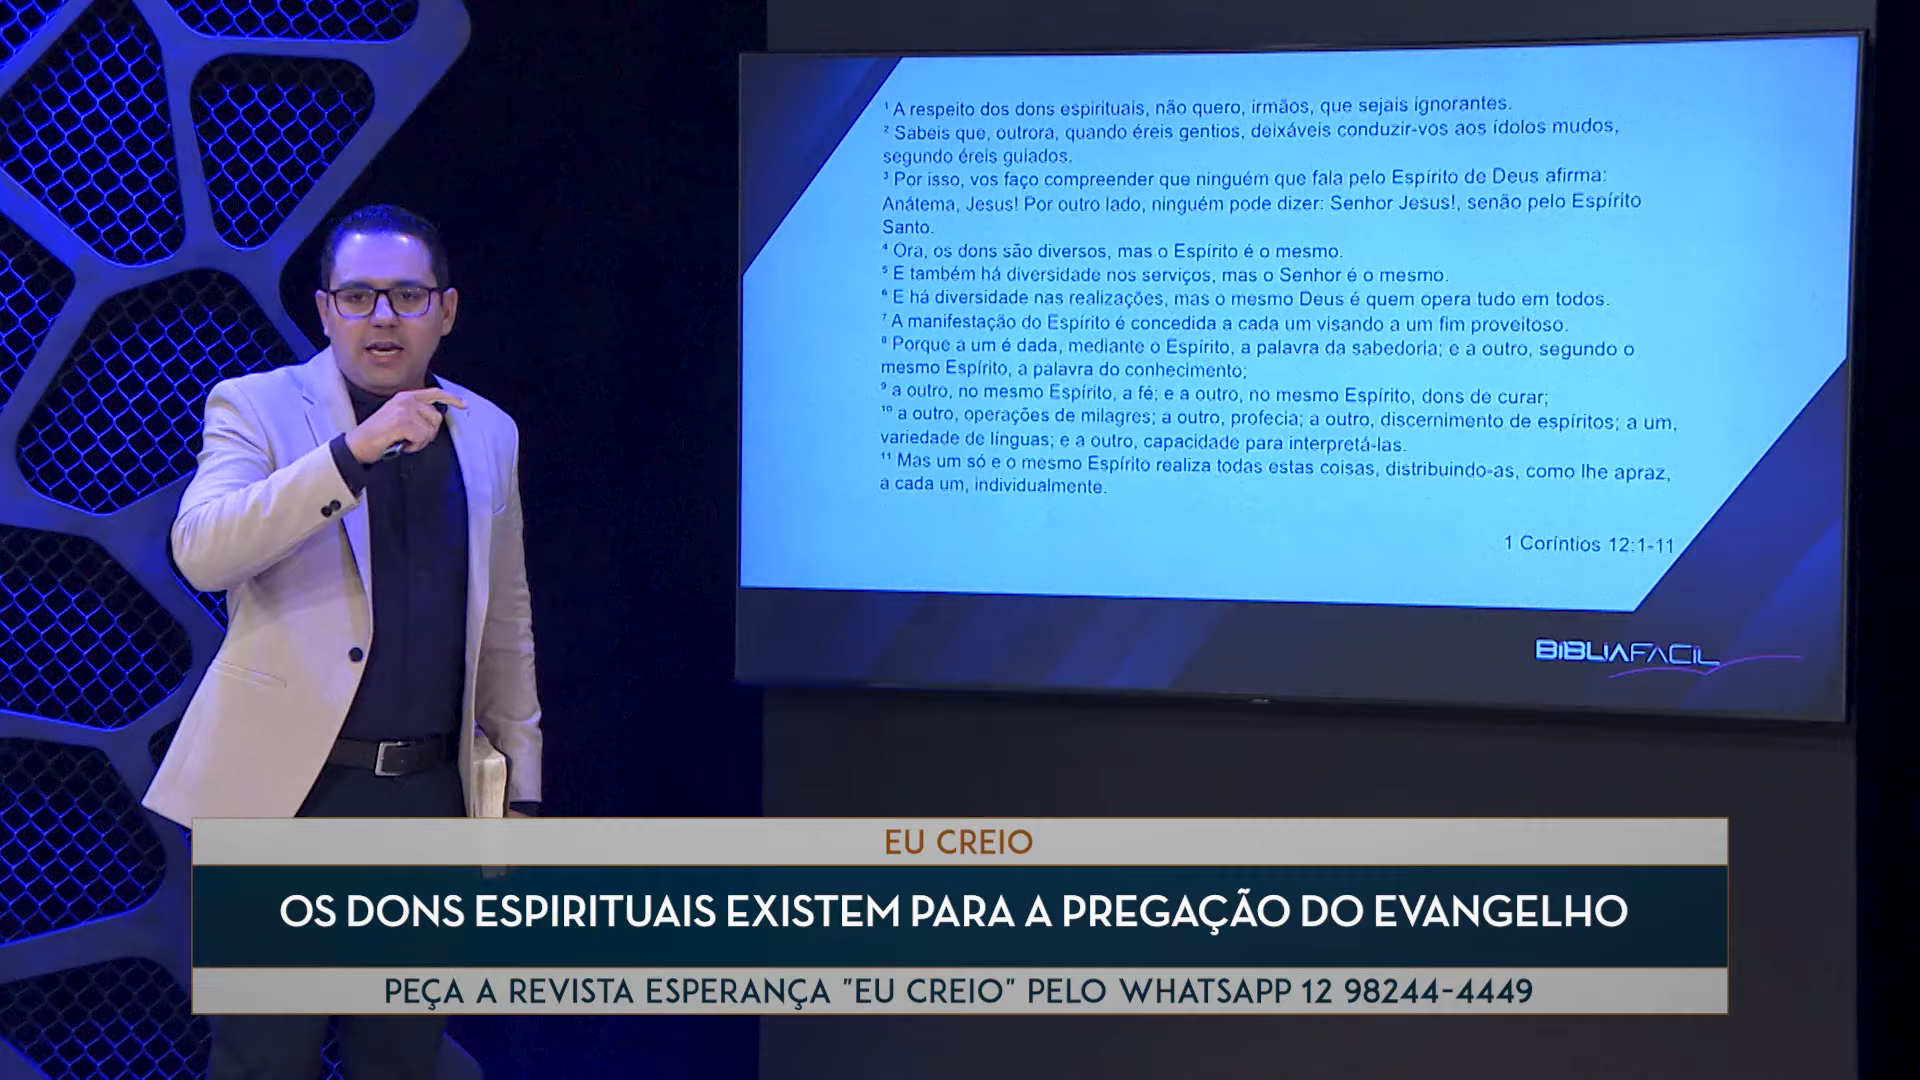 ¹ A respeito dos dons espirituais, não quero, irmãos, que sejais ignorantes.
² Sabeis que, outrora, quando éreis gentios, deixáveis conduzir-vos aos ídolos mudos,
segundo éreis guiados.
³ Por isso, vos faço compreender que ninguém que fala pelo Espírito de Deus afirma:
Anátema, Jesus! Por outro lado, ninguém pode dizer: Senhor Jesus!, senão pelo Espírito
Santo.
⁴ Ora, os dons são diversos, mas o Espírito é o mesmo.
⁵ E também há diversidade nos serviços, mas o Senhor é o mesmo.
⁶ E há diversidade nas realizações, mas o mesmo Deus é quem opera tudo em todos.
⁷ A manifestação do Espírito é concedida a cada um visando a um fim proveitoso.
⁸ Porque a um é dada, mediante o Espírito, a palavra da sabedoria; e a outro, segundo o
mesmo Espírito, a palavra do conhecimento;
⁹ a outro, no mesmo Espírito, a fé; e a outro, no mesmo Espírito, dons de curar;
¹⁰ a outro, operações de milagres; a outro, profecia; a outro, discernimento de espíritos; a um,
variedade de línguas; e a outro, capacidade para interpretá-las.
¹¹ Mas um só e o mesmo Espírito realiza todas estas coisas, distribuindo-as, como lhe apraz,
a cada um, individualmente.
1 Coríntios 12:1-11
BÍBLIAFÁCIL
EU CREIO
OS DONS ESPIRITUAIS EXISTEM PARA A PREGAÇÃO DO EVANGELHO
PEÇA A REVISTA ESPERANÇA "EU CREIO" PELO WHATSAPP 12 98244-4449